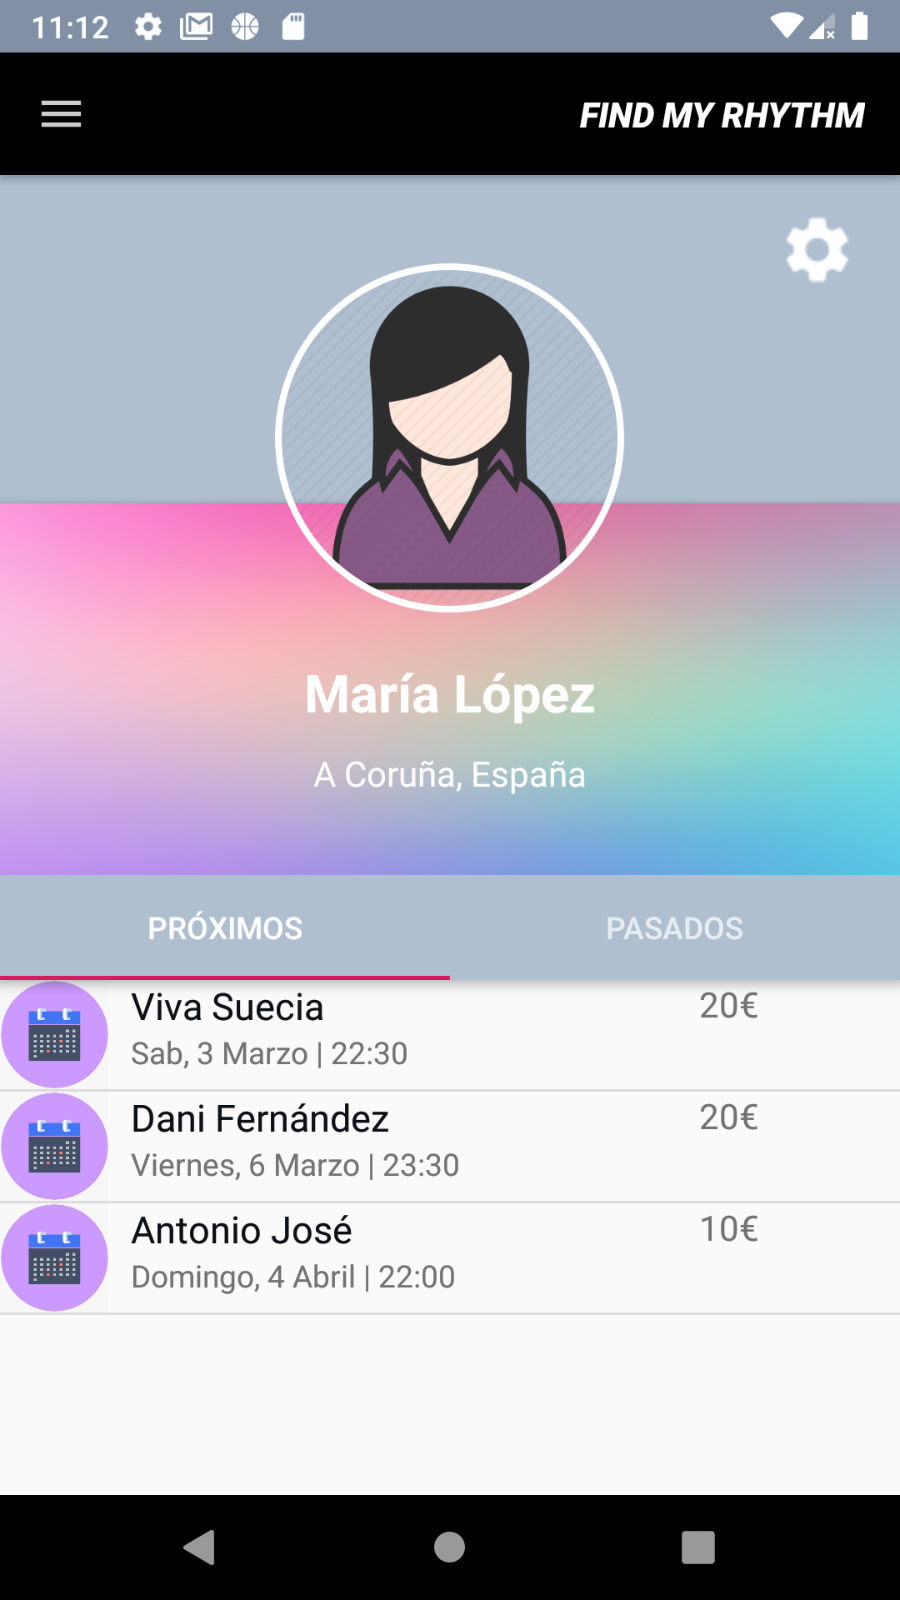 11:12
FIND MY RHYTHM
María López
A Coruña, España
PRÓXIMOS
PASADOS
Viva Suecia
20€
Sab, 3 Marzo | 22:30
Dani Fernández
20€
Viernes, 6 Marzo | 23:30
Antonio José
10€
Domingo, 4 Abril | 22:00